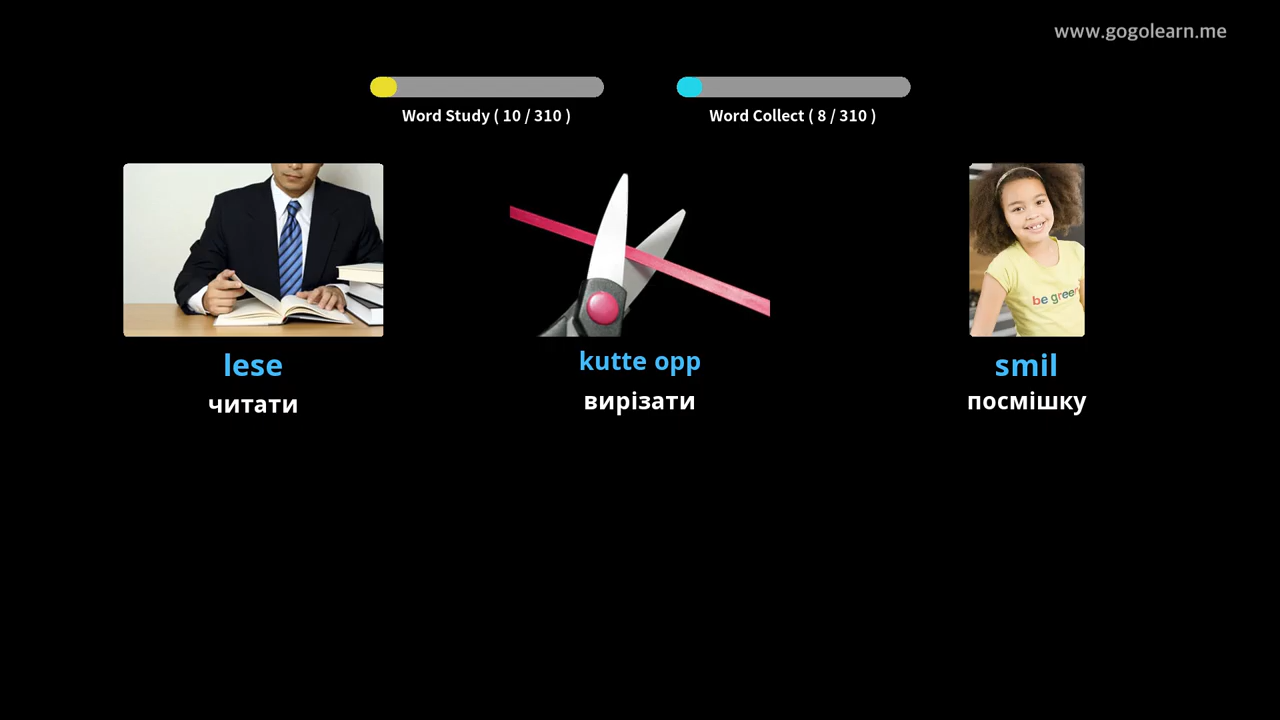 www.gogolearn.me
Word Study ( 10 / 310 )
Word Collect ( 8 / 310 )
be green
lese
kutte opp
smil
читати
вирізати
посмішку